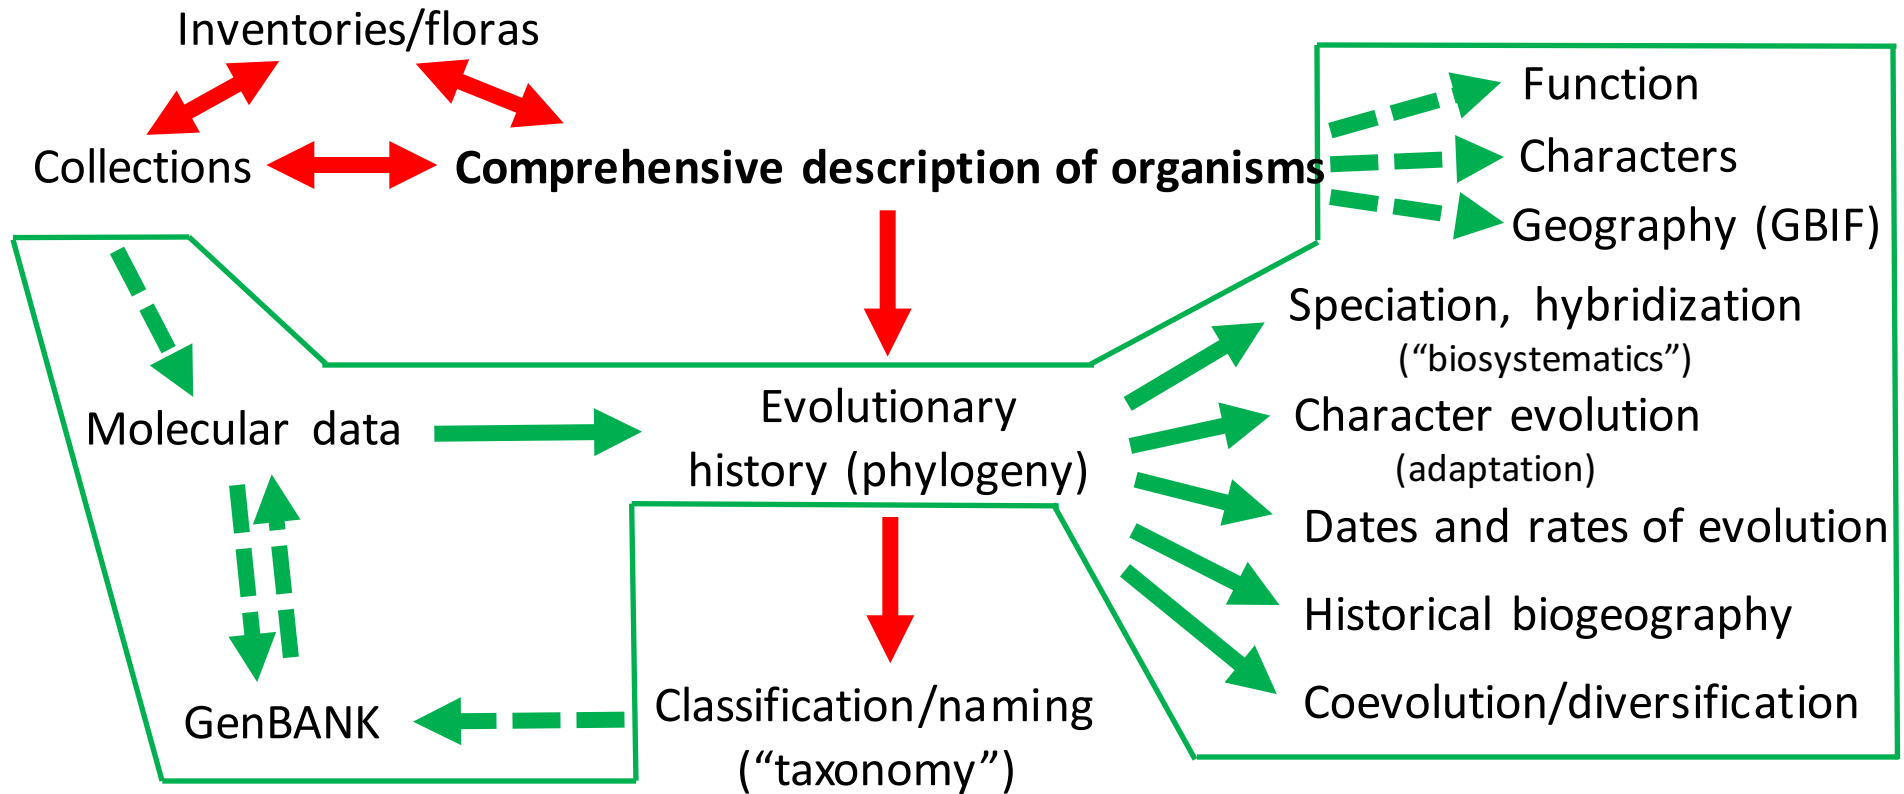 Inventories/floras
Collections
Comprehensive description of organisms
Function
Characters
Geography (GBIF)
Molecular data
Evolutionary
history (phylogeny)
Speciation, hybridization
(“biosystematics”)
Character evolution
(adaptation)
Dates and rates of evolution
Historical biogeography
Coevolution/diversification
GenBANK
Classification/naming
(“taxonomy”)